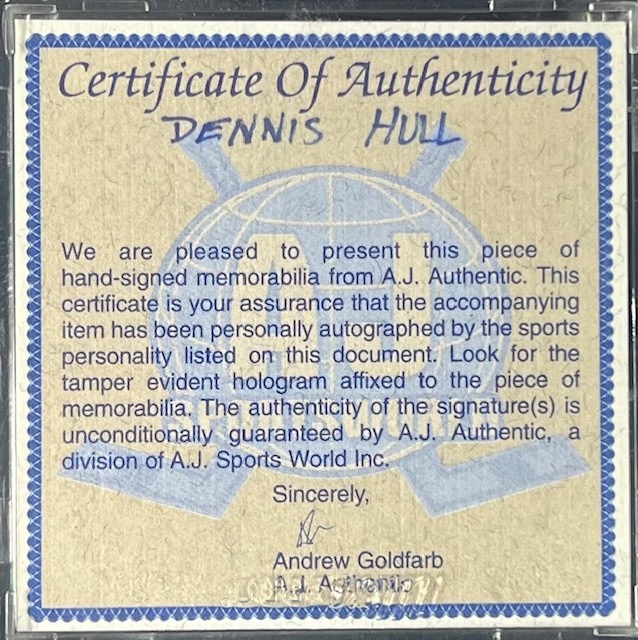 Certificate Of Authenticity
DENNIS HULL
We are pleased to present this piece of
hand-signed memorabilia from A.J. Authentic. This
certificate is your assurance that the accompanying
item has been personally autographed by the sports
personality listed on this document. Look for the
tamper evident hologram affixed to the piece of
memorabilia. The authenticity of the signature(s) is
unconditionally guaranteed by A.J. Authentic, a
division of A.J. Sports World Inc.
Sincerely,
Andrew Goldfarb
A.J. Authentic